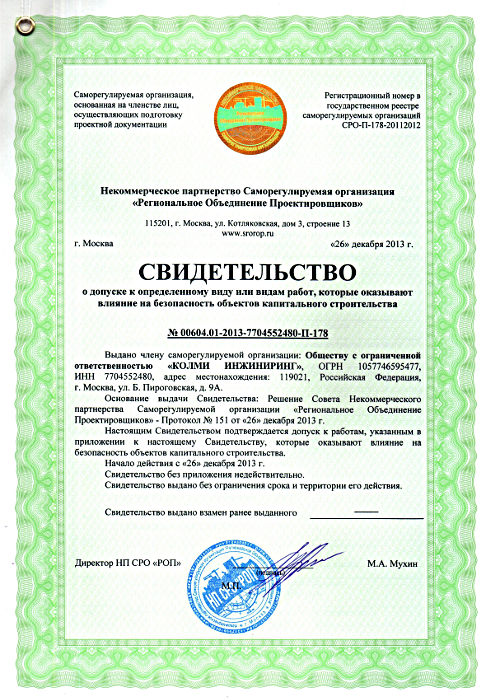 Саморегулируемая организация,
основанная на членстве лиц,
осуществляющих подготовку
проектной документации
Регистрационный номер в
государственном реестре
саморегулируемых организаций
СРО-П-178-20112012
Некоммерческое партнерство Саморегулируемая организация
«Региональное Объединение Проектировщиков»
115201, г. Москва, ул. Котляковская, дом 3, строение 13
www.srorop.ru
г. Москва «26» декабря 2013 г.
СВИДЕТЕЛЬСТВО
о допуске к определенному виду или видам работ, которые оказывают
влияние на безопасность объектов капитального строительства
№ 00604.01-2013-7704552480-П-178
Выдано члену саморегулируемой организации: Обществу с ограниченной
ответственностью «КОЛМИ ИНЖИНИРИНГ», ОГРН 1057746595477,
ИНН 7704552480, адрес местонахождения: 119021, Российская Федерация,
г. Москва, ул. Б. Пироговская, д. 9А.
Основание выдачи Свидетельства: Решение Совета Некоммерческого
партнерства Саморегулируемой организации «Региональное Объединение
Проектировщиков» - Протокол № 151 от «26» декабря 2013 г.
Настоящим Свидетельством подтверждается допуск к работам, указанным в
приложении к настоящему Свидетельству, которые оказывают влияние на
безопасность объектов капитального строительства.
Начало действия с «26» декабря 2013 г.
Свидетельство без приложения недействительно.
Свидетельство выдано без ограничения срока и территории его действия.
Свидетельство выдано взамен ранее выданного
Директор НП СРО «РОП» М.А. Мухин
(подпись)
М.П.
НП СРО РОП